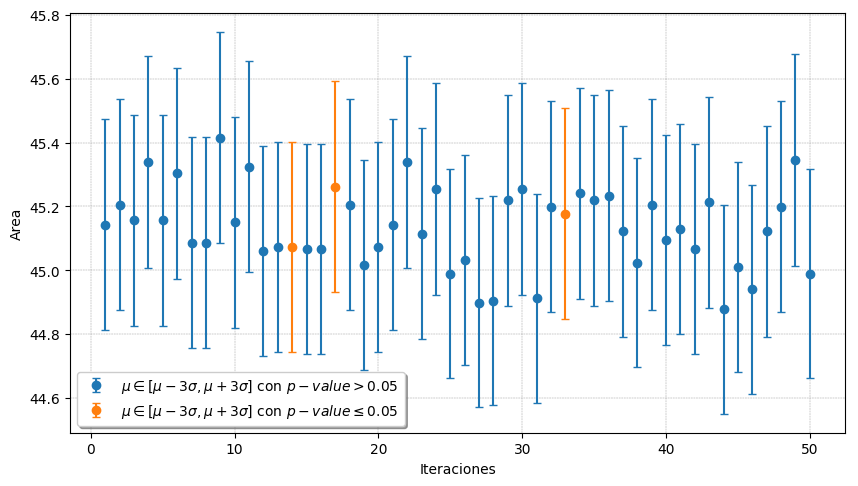 45.8
45.6
45.4
45.2
45.0
44.8
44.6
Area
μ ∈ [μ − 3σ, μ + 3σ] con p − value > 0.05
μ ∈ [μ − 3σ, μ + 3σ] con p − value ≤ 0.05
0 10 20 30 40 50
Iteraciones